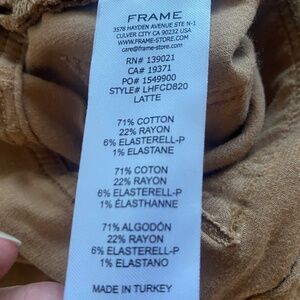 FRAME
3578 HAYDEN AVENUE STE N-1
CULVER CITY CA 90232 USA
WWW.FRAME-STORE.COM
care@frame-store.com
RN# 139021
CA# 19371
PO# 1549900
STYLE# LHFCD820
LATTE
71% COTTON
22% RAYON
6% ELASTERELL-P
1% ELASTANE
71% COTON
22% RAYON
6% ELASTERELL-P
1% ÉLASTHANNE
71% ALGODÓN
22% RAYON
6% ELASTERELL-P
1% ELASTANO
MADE IN TURKEY